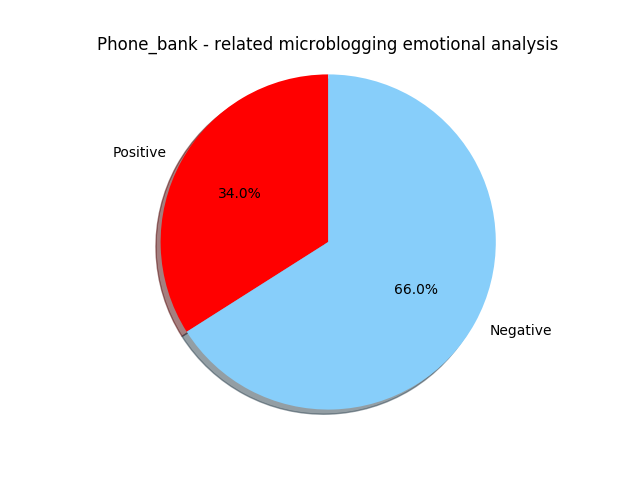 Phone_bank - related microblogging emotional analysis
Positive
34.0%
66.0%
Negative